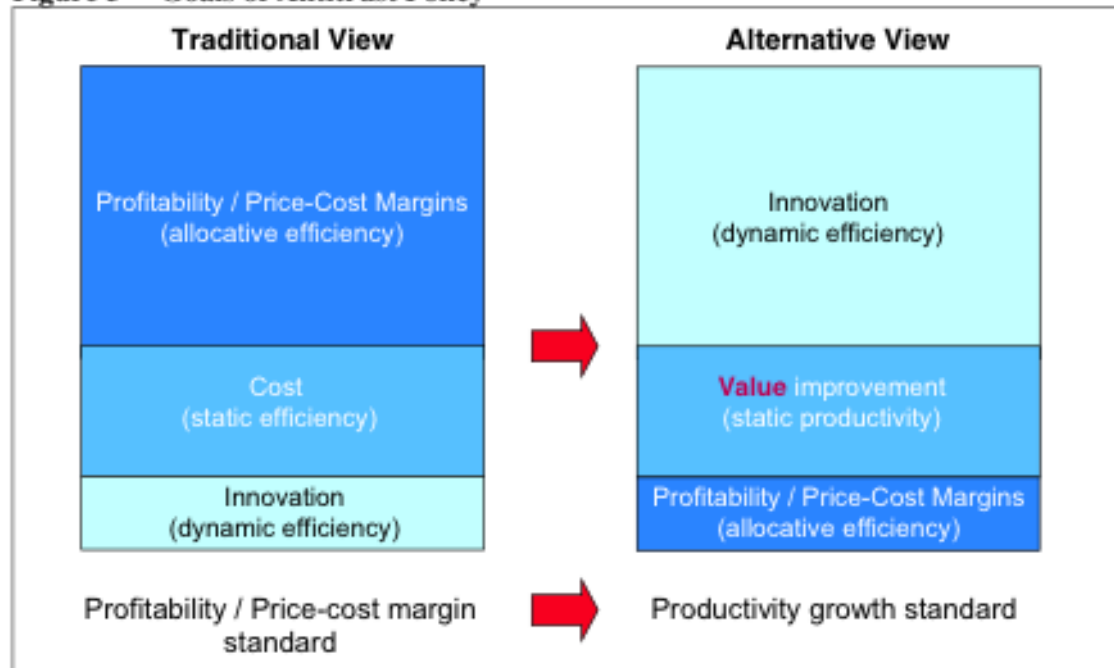 Traditional View
Profitability / Price-Cost Margins
(allocative efficiency)
Cost
(static efficiency)
Innovation
(dynamic efficiency)
Profitability / Price-cost margin
standard
Alternative View
Innovation
(dynamic efficiency)
Value improvement
(static productivity)
Profitability / Price-Cost Margins
(allocative efficiency)
Productivity growth standard